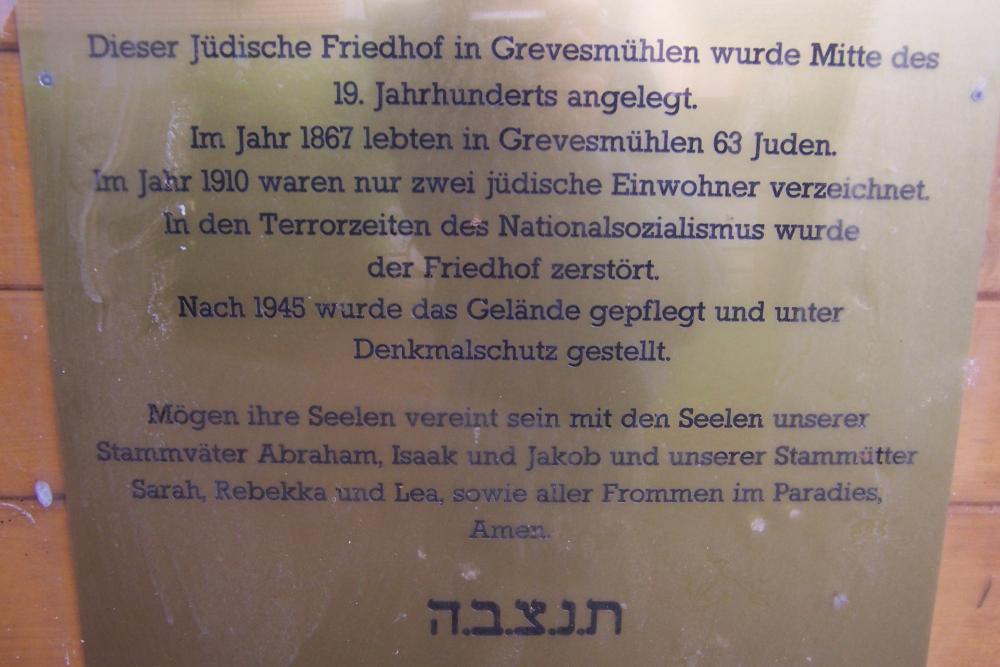 Dieser Jüdische Friedhof in Grevesmühlen wurde Mitte des
19. Jahrhunderts angelegt.
Im Jahr 1867 lebten in Grevesmühlen 63 Juden.
Im Jahr 1910 waren nur zwei jüdische Einwohner verzeichnet.
In den Terrorzeiten des Nationalsozialismus wurde
der Friedhof zerstört.
Nach 1945 wurde das Gelände gepflegt und unter
Denkmalschutz gestellt.
Mögen ihre Seelen vereint sein mit den Seelen unserer
Stammväter Abraham, Isaak und Jakob und unserer Stammütter
Sarah, Rebekka und Lea, sowie aller Frommen im Paradies,
Amen.
ת.נ.צ.ב.ה